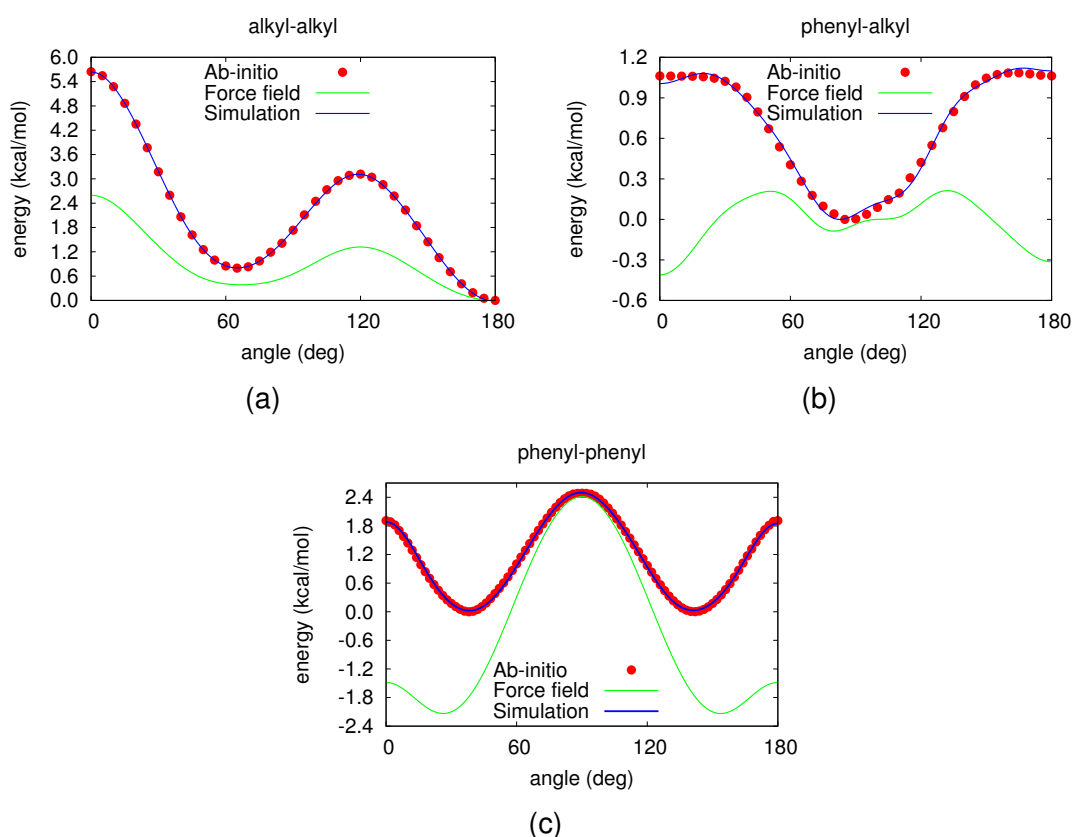 alkyl-alkyl
6.0
5.4
4.8
4.2
3.6
3.0
2.4
1.8
1.2
0.6
0.0
energy (kcal/mol)
Ab-initio
Force field
Simulation
0 60 120 180
angle (deg)
(a)
phenyl-alkyl
1.2
0.9
0.6
0.3
0.0
-0.3
-0.6
energy (kcal/mol)
Ab-initio
Force field
Simulation
0 60 120 180
angle (deg)
(b)
phenyl-phenyl
2.4
1.8
1.2
0.6
0.0
-0.6
-1.2
-1.8
-2.4
energy (kcal/mol)
Ab-initio
Force field
Simulation
0 60 120 180
angle (deg)
(c)